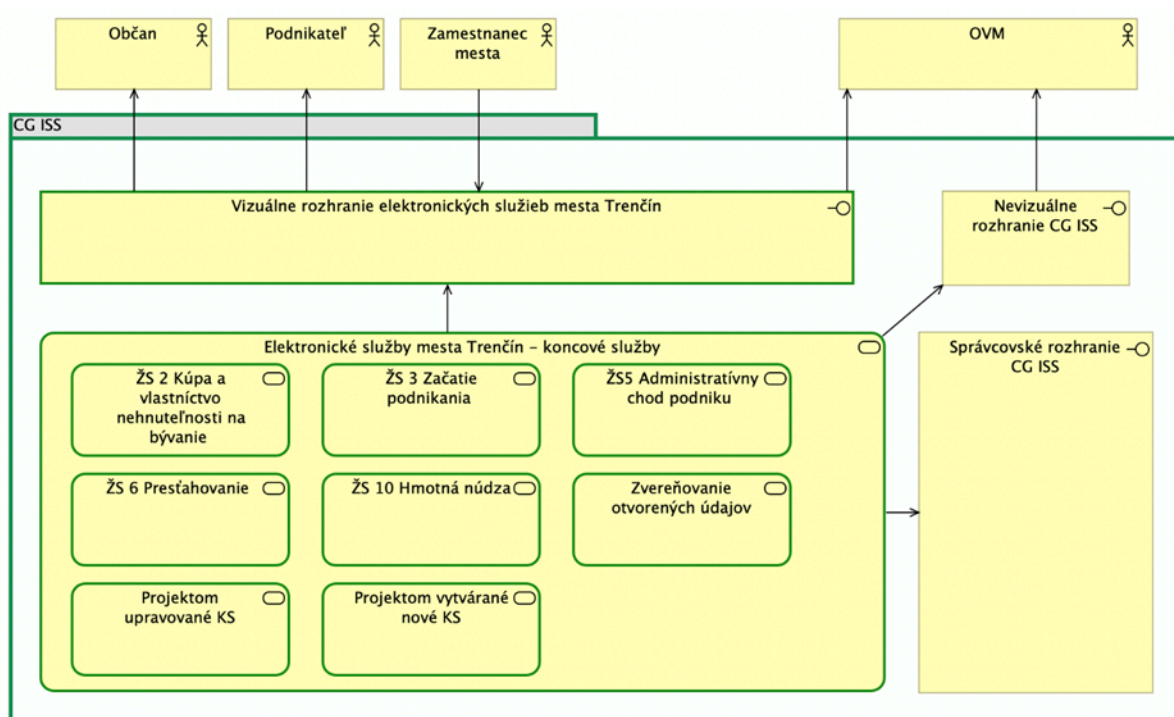 Občan
Podnikateľ
Zamestnanec
mesta
OVM
CG ISS
Vizuálne rozhranie elektronických služieb mesta Trenčín
Nevizuálne
rozhranie CG ISS
Elektronické služby mesta Trenčín – koncové služby
Správcovské rozhranie
CG ISS
ŽS 2 Kúpa a
vlastníctvo
nehnuteľnosti na
bývanie
ŽS 3 Začatie
podnikania
ŽS5 Administratívny
chod podniku
ŽS 6 Presťahovanie
ŽS 10 Hmotná núdza
Zvereňovanie
otvorených údajov
Projektom
upravované KS
Projektom vytvárané
nové KS